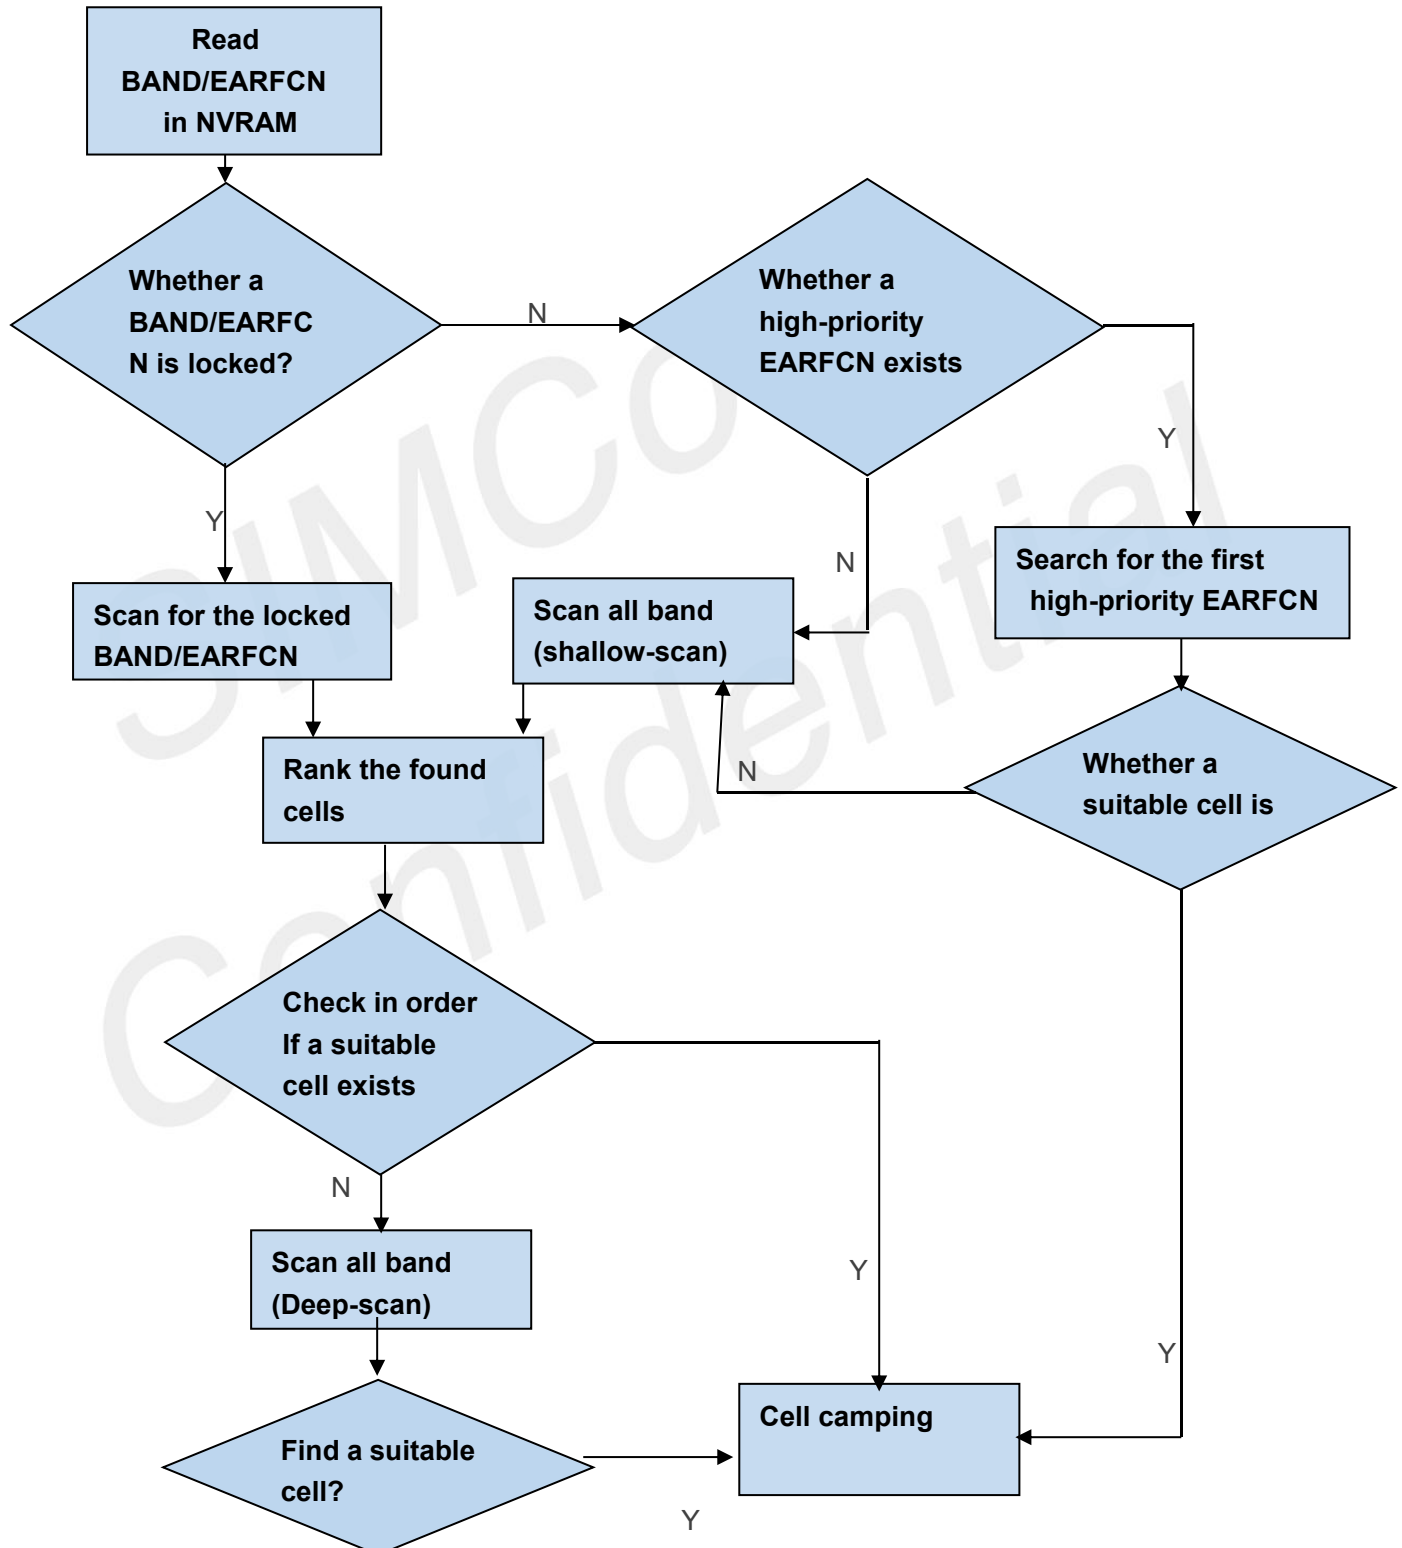 Read
BAND/EARFCN
in NVRAM
Whether a
BAND/EARFC
N is locked?
N
Whether a
high-priority
EARFCN exists
Y
Y
N
Search for the first
high-priority EARFCN
Scan for the locked
BAND/EARFCN
Scan all band
(shallow-scan)
Rank the found
cells
N
Whether a
suitable cell is
Check in order
If a suitable
cell exists
N
Scan all band
(Deep-scan)
Y
Y
Find a suitable
cell?
Y
Cell camping
SIMCo
Confidential